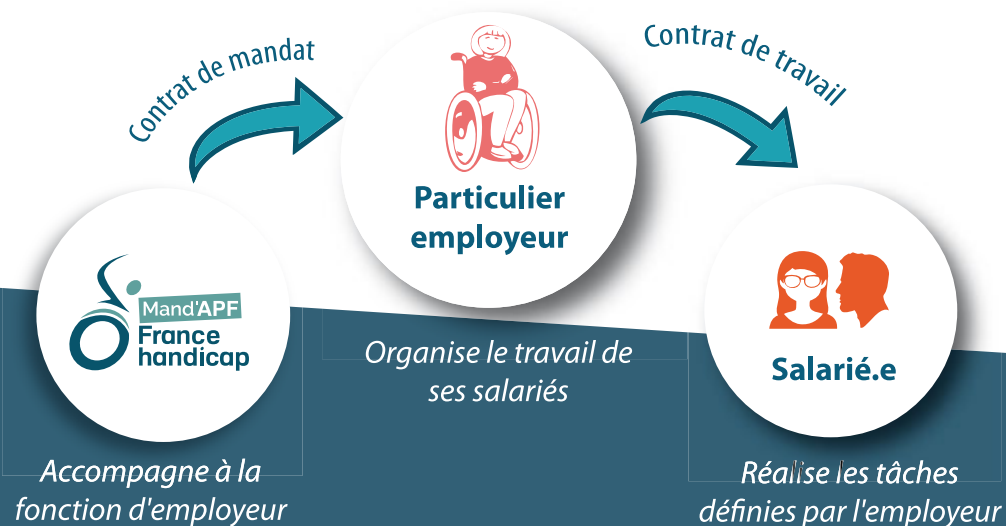 Contrat de mandat
Contrat de travail
Particulier
employeur
Mand'APF
France
handicap
Organise le travail de
ses salariés
Salarié.e
Accompagne à la
fonction d'employeur
Réalise les tâches
définies par l'employeur